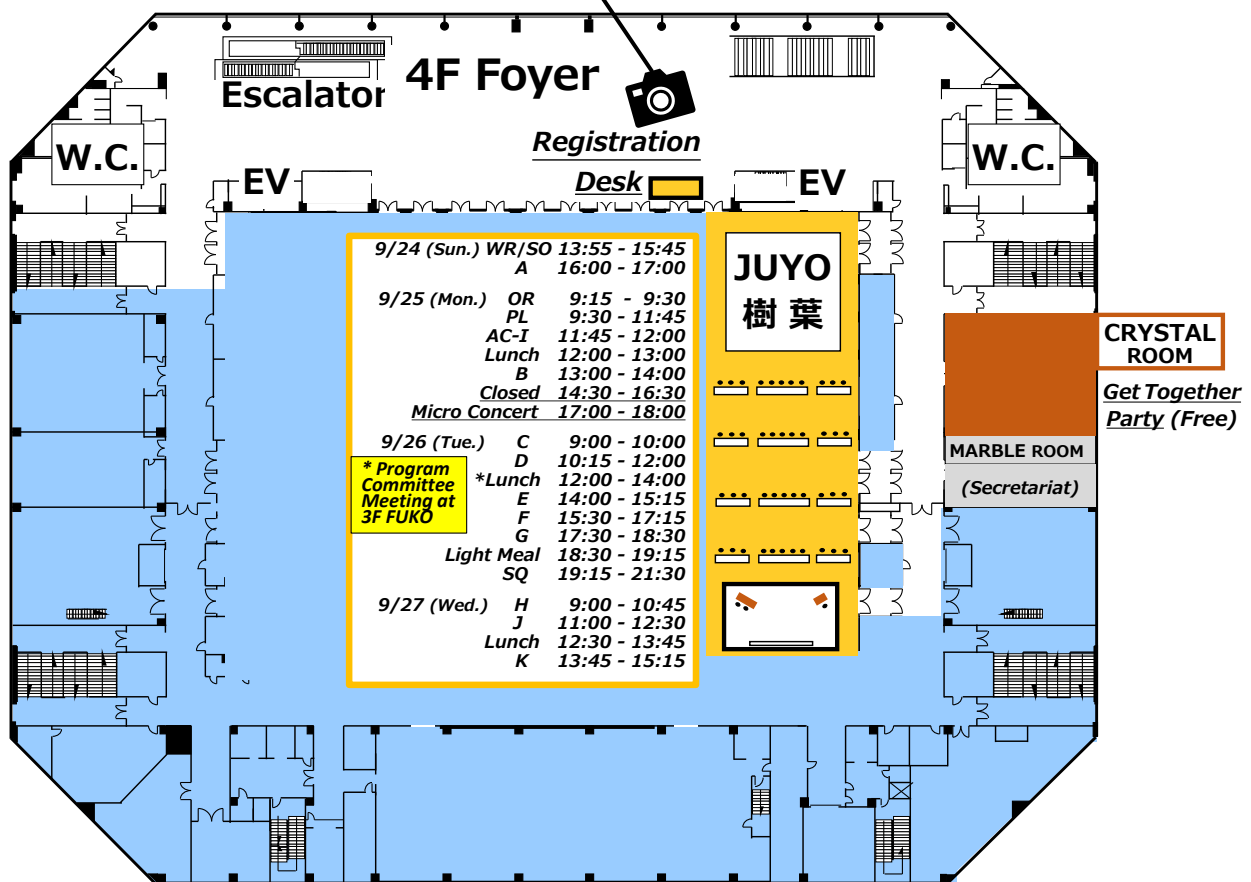 4F Foyer
Escalator
Registration
Desk
W.C.
W.C.
EV
EV
9/24 (Sun.) WR/SO 13:55 - 15:45
A 16:00 - 17:00
9/25 (Mon.) OR 9:15 - 9:30
PL 9:30 - 11:45
AC-I 11:45 - 12:00
Lunch 12:00 - 13:00
B 13:00 - 14:00
Closed 14:30 - 16:30
Micro Concert 17:00 - 18:00
9/26 (Tue.) C 9:00 - 10:00
D 10:15 - 12:00
*Lunch 12:00 - 14:00
E 14:00 - 15:15
F 15:30 - 17:15
G 17:30 - 18:30
Light Meal 18:30 - 19:15
SQ 19:15 - 21:30
9/27 (Wed.) H 9:00 - 10:45
J 11:00 - 12:30
Lunch 12:30 - 13:45
K 13:45 - 15:15
* Program
Committee
Meeting at
3F FUKO
JUYO
樹 葉
CRYSTAL
ROOM
Get Together
Party (Free)
MARBLE ROOM
(Secretariat)